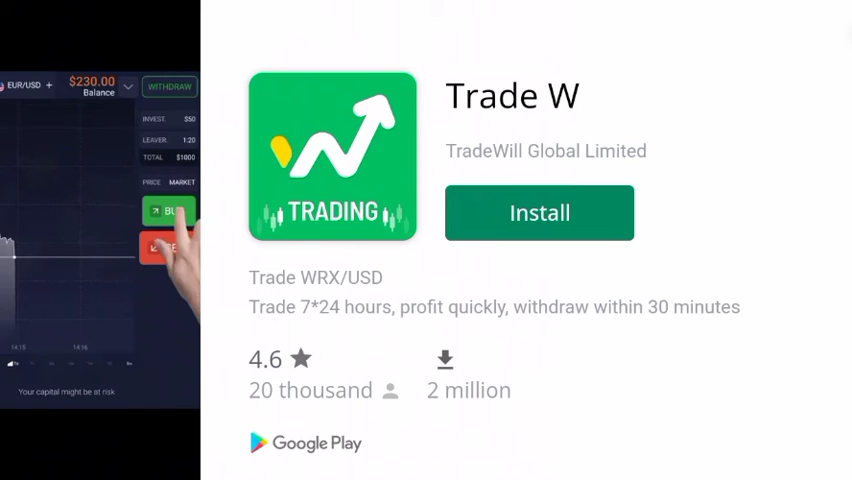 EUR/USD +
$230.00
Balance
WITHDRAW
INVEST. $50
LEAVER. 1:20
TOTAL $1000
PRICE MARKET
14:15 14:16
Your capital might be at risk
TRADING
Trade W
TradeWill Global Limited
Install
Trade WRX/USD
Trade 7*24 hours, profit quickly, withdraw within 30 minutes
4.6
20 thousand
2 million
Google Play